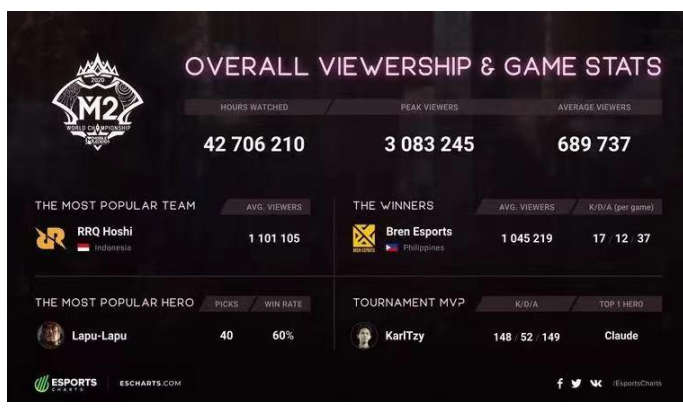 OVERALL VIEWERSHIP & GAME STATS
2020
M2
WORLD CHAMPIONSHIP
HOURS WATCHED / PEAK VIEWERS AVERAGE VIEWERS
42 706 210 3 083 245 689 737
THE MOST POPULAR TEAM AVG. VIEWERS
RRQ Hoshi
Indonesia
1 101 105
THE WINNERS AVG. VIEWERS K/D/A (per game)
BREN ESPORTS
Bren Esports
Philippines
1 045 219 17 / 12 / 37
THE MOST POPULAR HERO PICKS WIN RATE
Lapu-Lapu 40 60%
TOURNAMENT MVP K/D/A TOP 1 HERO
KarlTzy 148 / 52 / 149 Claude
ESPORTS
CHARTS
ESCHARTS.COM
/EsportsCharts